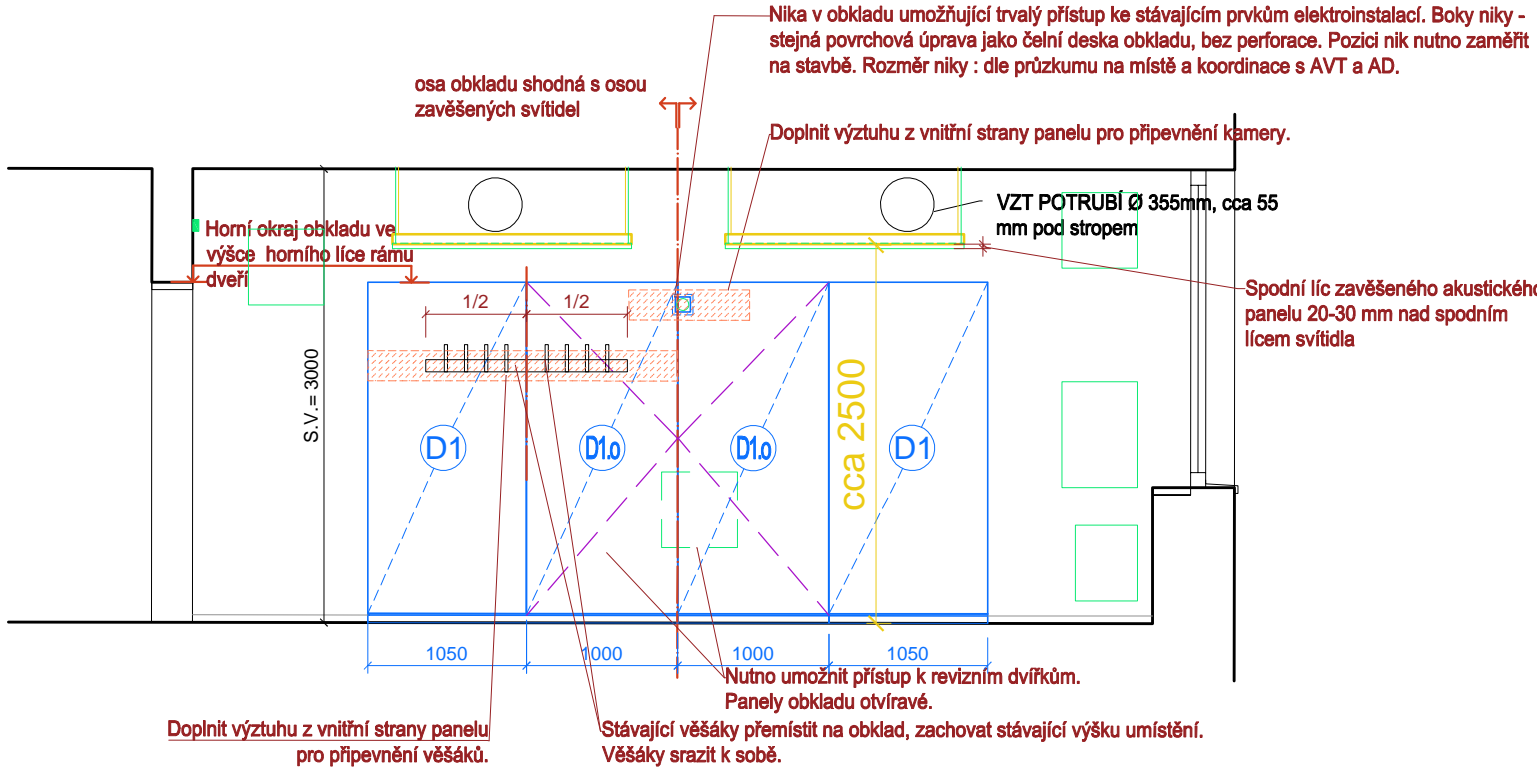 Nika v obkladu umožňující trvalý přístup ke stávajícím prvkům elektroinstalací. Boky niky -
stejná povrchová úprava jako čelní deska obkladu, bez perforace. Pozici nik nutno zaměřit
na stavbě. Rozměr niky : dle průzkumu na místě a koordinace s AVT a AD.
osa obkladu shodná s osou
zavěšených svítidel
Doplnit výztuhu z vnitřní strany panelu pro připevnění kamery.
VZT POTRUBÍ Ø 355mm, cca 55
mm pod stropem
Horní okraj obkladu ve
výšce horního líce rámu
dveří
Spodní líc zavěšeného akustického
panelu 20-30 mm nad spodním
lícem svítidla
1/2
1/2
S.V.= 3000
cca 2500
D1
D1.o
D1.o
D1
1050
1000
1000
1050
Nutno umožnit přístup k revizním dvířkům.
Panely obkladu otvíravé.
Doplnit výztuhu z vnitřní strany panelu
pro připevnění věšáků.
Stávající věšáky přemístit na obklad, zachovat stávající výšku umístění.
Věšáky srazit k sobě.